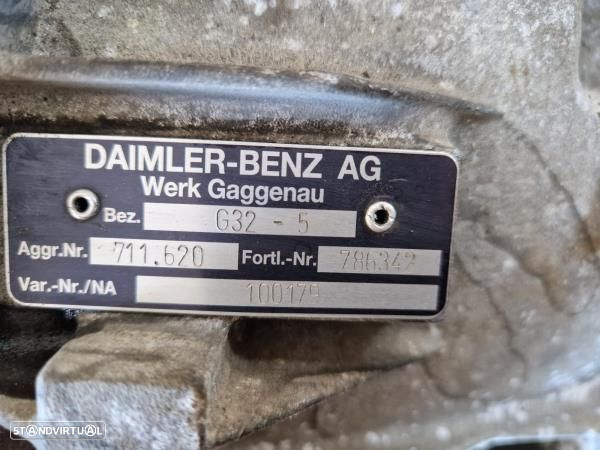 DAIMLER-BENZ AG
Werk Gaggenau
Bez. G32 - 5
Aggr.Nr. 711.620 Fortl.-Nr. 786342
Var.-Nr./NA 100179
STANDVIRTUAL